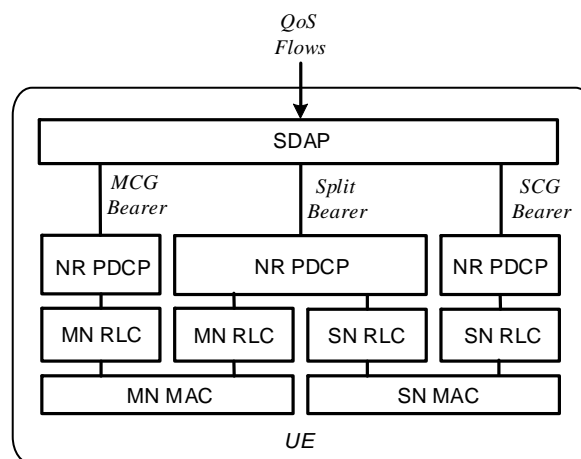 QoS
Flows
SDAP
MCG
Bearer
Split
Bearer
SCG
Bearer
NR PDCP
NR PDCP
NR PDCP
MN RLC
MN RLC
SN RLC
SN RLC
MN MAC
SN MAC
UE